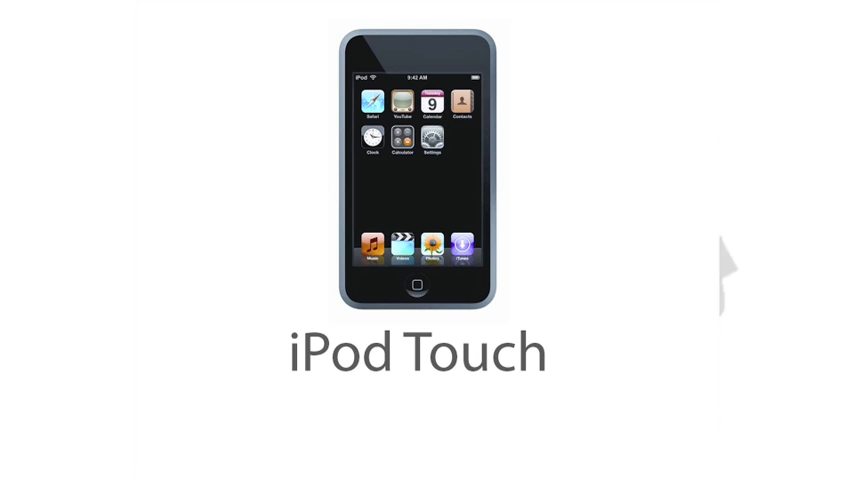 iPod 9:42 AM
9
Safari YouTube Calendar Contacts
Clock Calculator Settings
Music Videos Photos iTunes
iPod Touch